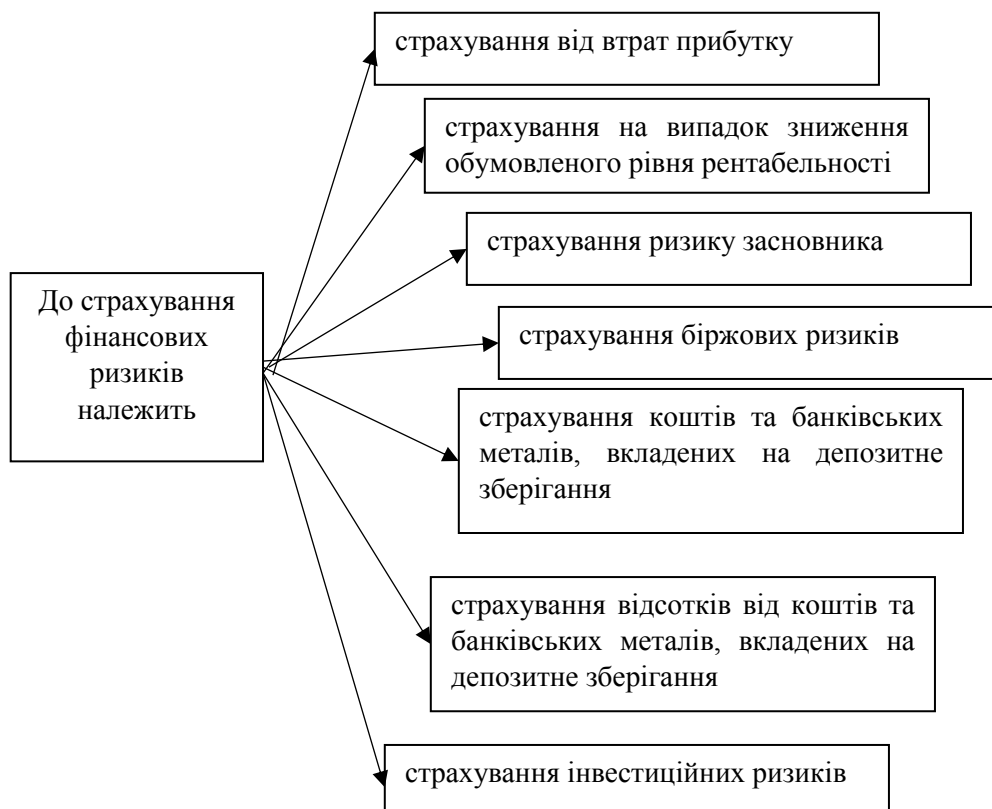 страхування від втрат прибутку
страхування на випадок зниження
обумовленого рівня рентабельності
страхування ризику засновника
До страхування
фінансових
ризиків
належить
страхування біржових ризиків
страхування коштів та банківських
металів, вкладених на депозитне
зберігання
страхування відсотків від коштів та
банківських металів, вкладених на
депозитне зберігання
страхування інвестиційних ризиків